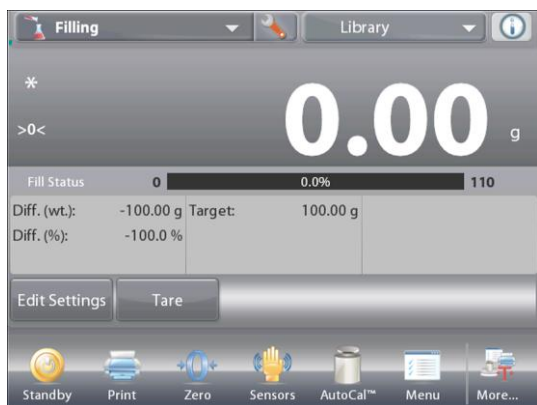 Filling Library
*
>0<
0.00 g
Fill Status 0 0.0% 110
Diff. (wt.): -100.00 g Target: 100.00 g
Diff. (%): -100.0 %
Edit Settings Tare
Standby Print Zero Sensors AutoCal™ Menu More...